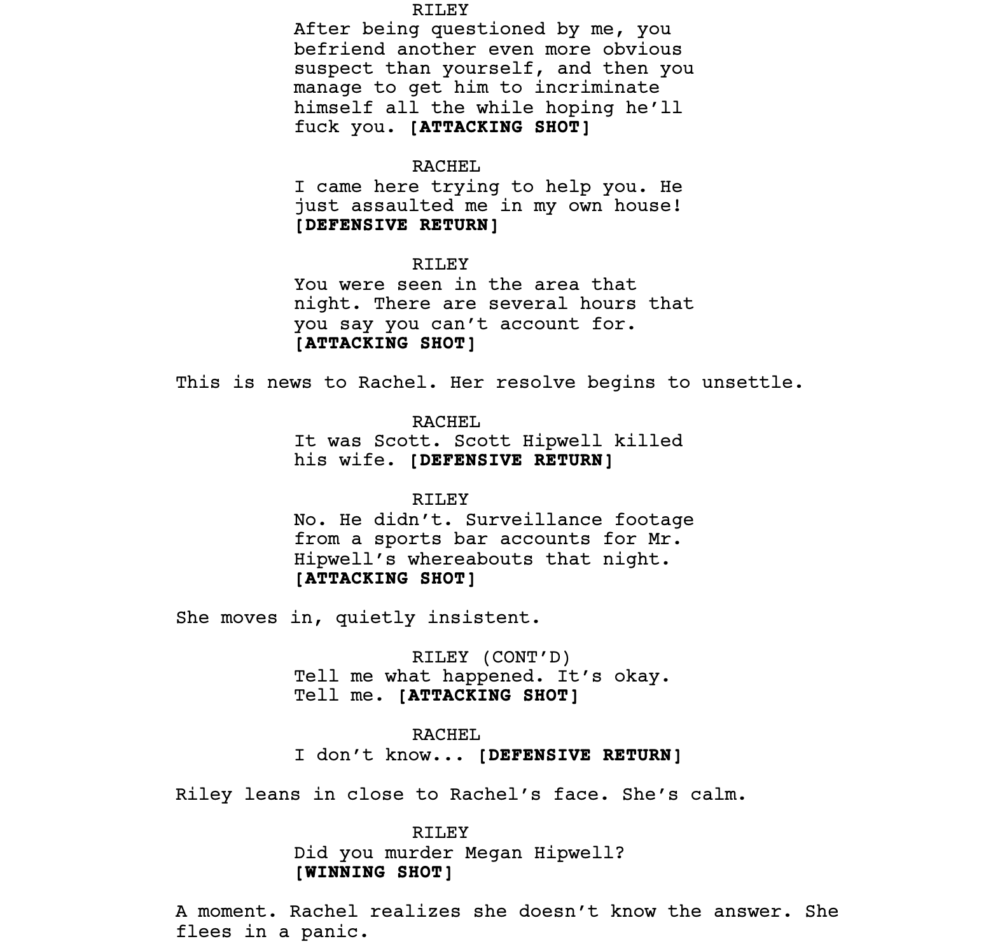 RILEY
After being questioned by me, you
befriend another even more obvious
suspect than yourself, and then you
manage to get him to incriminate
himself all the while hoping he’ll
fuck you. [ATTACKING SHOT]
RACHEL
I came here trying to help you. He
just assaulted me in my own house!
[DEFENSIVE RETURN]
RILEY
You were seen in the area that
night. There are several hours that
you say you can’t account for.
[ATTACKING SHOT]
This is news to Rachel. Her resolve begins to unsettle.
RACHEL
It was Scott. Scott Hipwell killed
his wife. [DEFENSIVE RETURN]
RILEY
No. He didn’t. Surveillance footage
from a sports bar accounts for Mr.
Hipwell’s whereabouts that night.
[ATTACKING SHOT]
She moves in, quietly insistent.
RILEY (CONT’D)
Tell me what happened. It’s okay.
Tell me. [ATTACKING SHOT]
RACHEL
I don’t know... [DEFENSIVE RETURN]
Riley leans in close to Rachel’s face. She’s calm.
RILEY
Did you murder Megan Hipwell?
[WINNING SHOT]
A moment. Rachel realizes she doesn’t know the answer. She
flees in a panic.